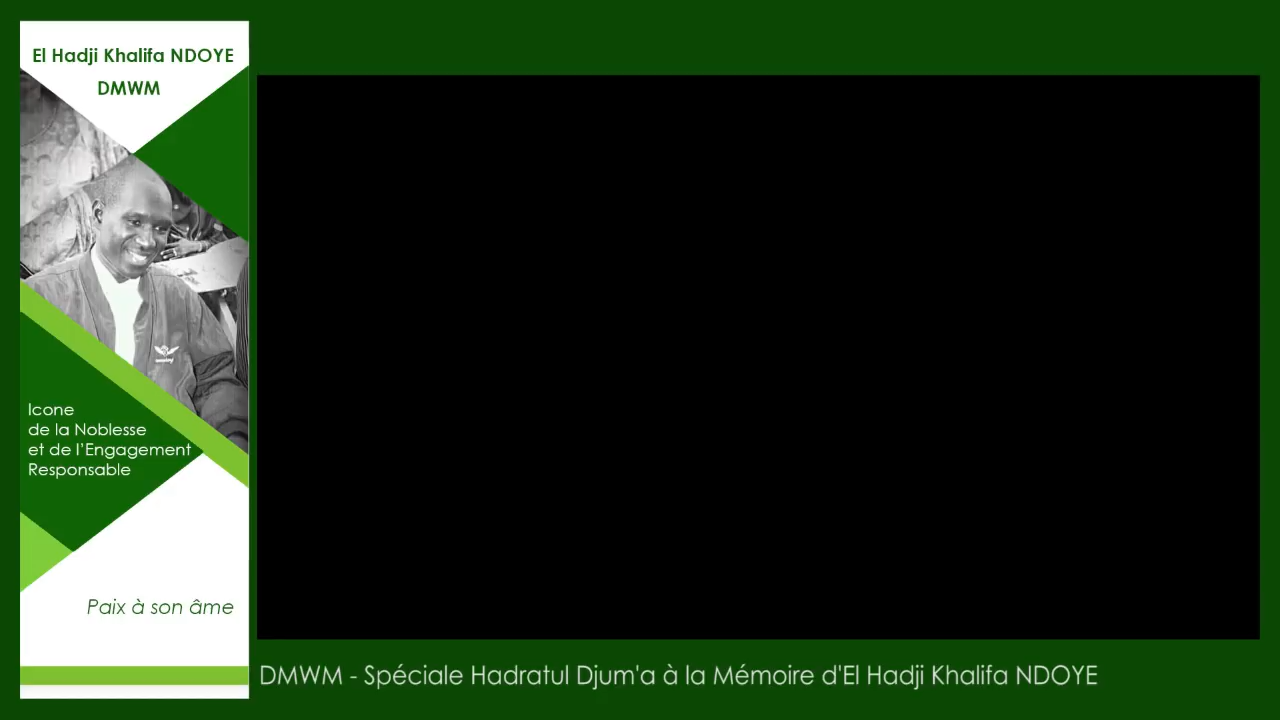 El Hadji Khalifa NDOYE
DMWM
Icone
de la Noblesse
et de l'Engagement
Responsable
Paix à son âme
DMWM - Spéciale Hadratul Djum'a à la Mémoire d'El Hadji Khalifa NDOYE